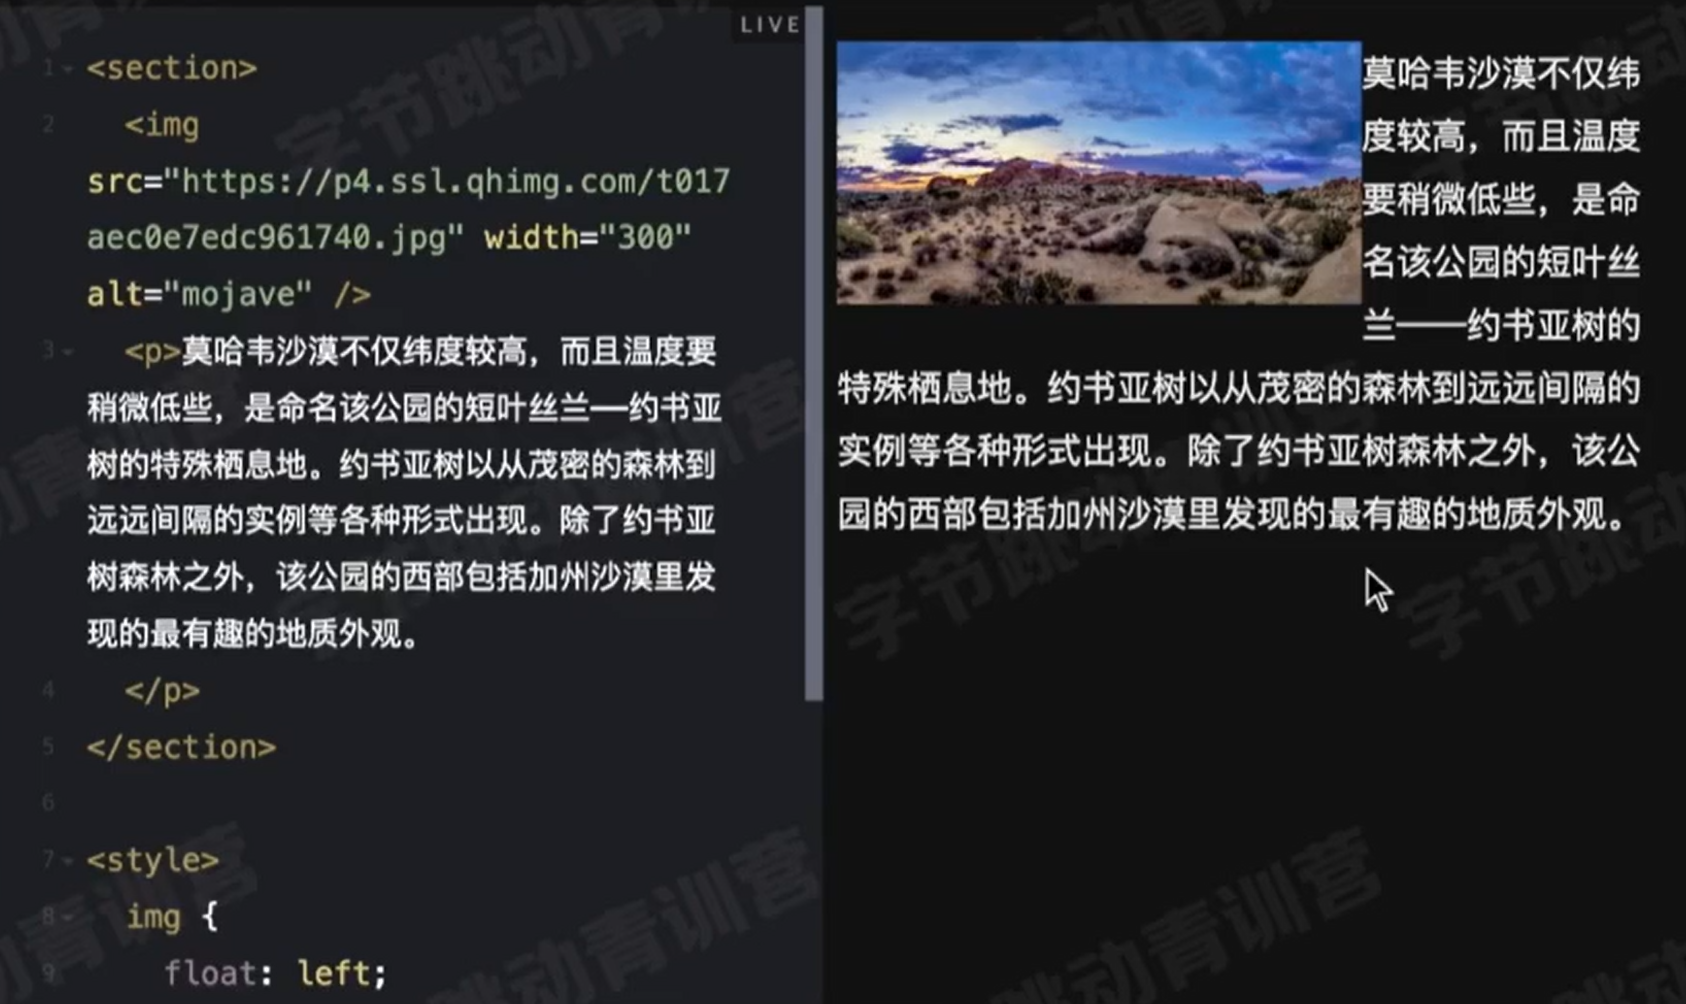 LIVE
1 <section>
2 <img
src="https://p4.ssl.qhimg.com/t017
aec0e7edc961740.jpg" width="300"
alt="mojave" />
3 <p>莫哈韦沙漠不仅纬度较高，而且温度要
稍微低些，是命名该公园的短叶丝兰——约书亚
树的特殊栖息地。约书亚树以从茂密的森林到
远远间隔的实例等各种形式出现。除了约书亚
树森林之外，该公园的西部包括加州沙漠里发
现的最有趣的地质外观。
4 </p>
5 </section>
6
7 <style>
8 img {
9 float: left;
莫哈韦沙漠不仅纬
度较高，而且温度
要稍微低些，是命
名该公园的短叶丝
兰——约书亚树的
特殊栖息地。约书亚树以从茂密的森林到远远间隔的
实例等各种形式出现。除了约书亚树森林之外，该公
园的西部包括加州沙漠里发现的最有趣的地质外观。
字节跳动青训营